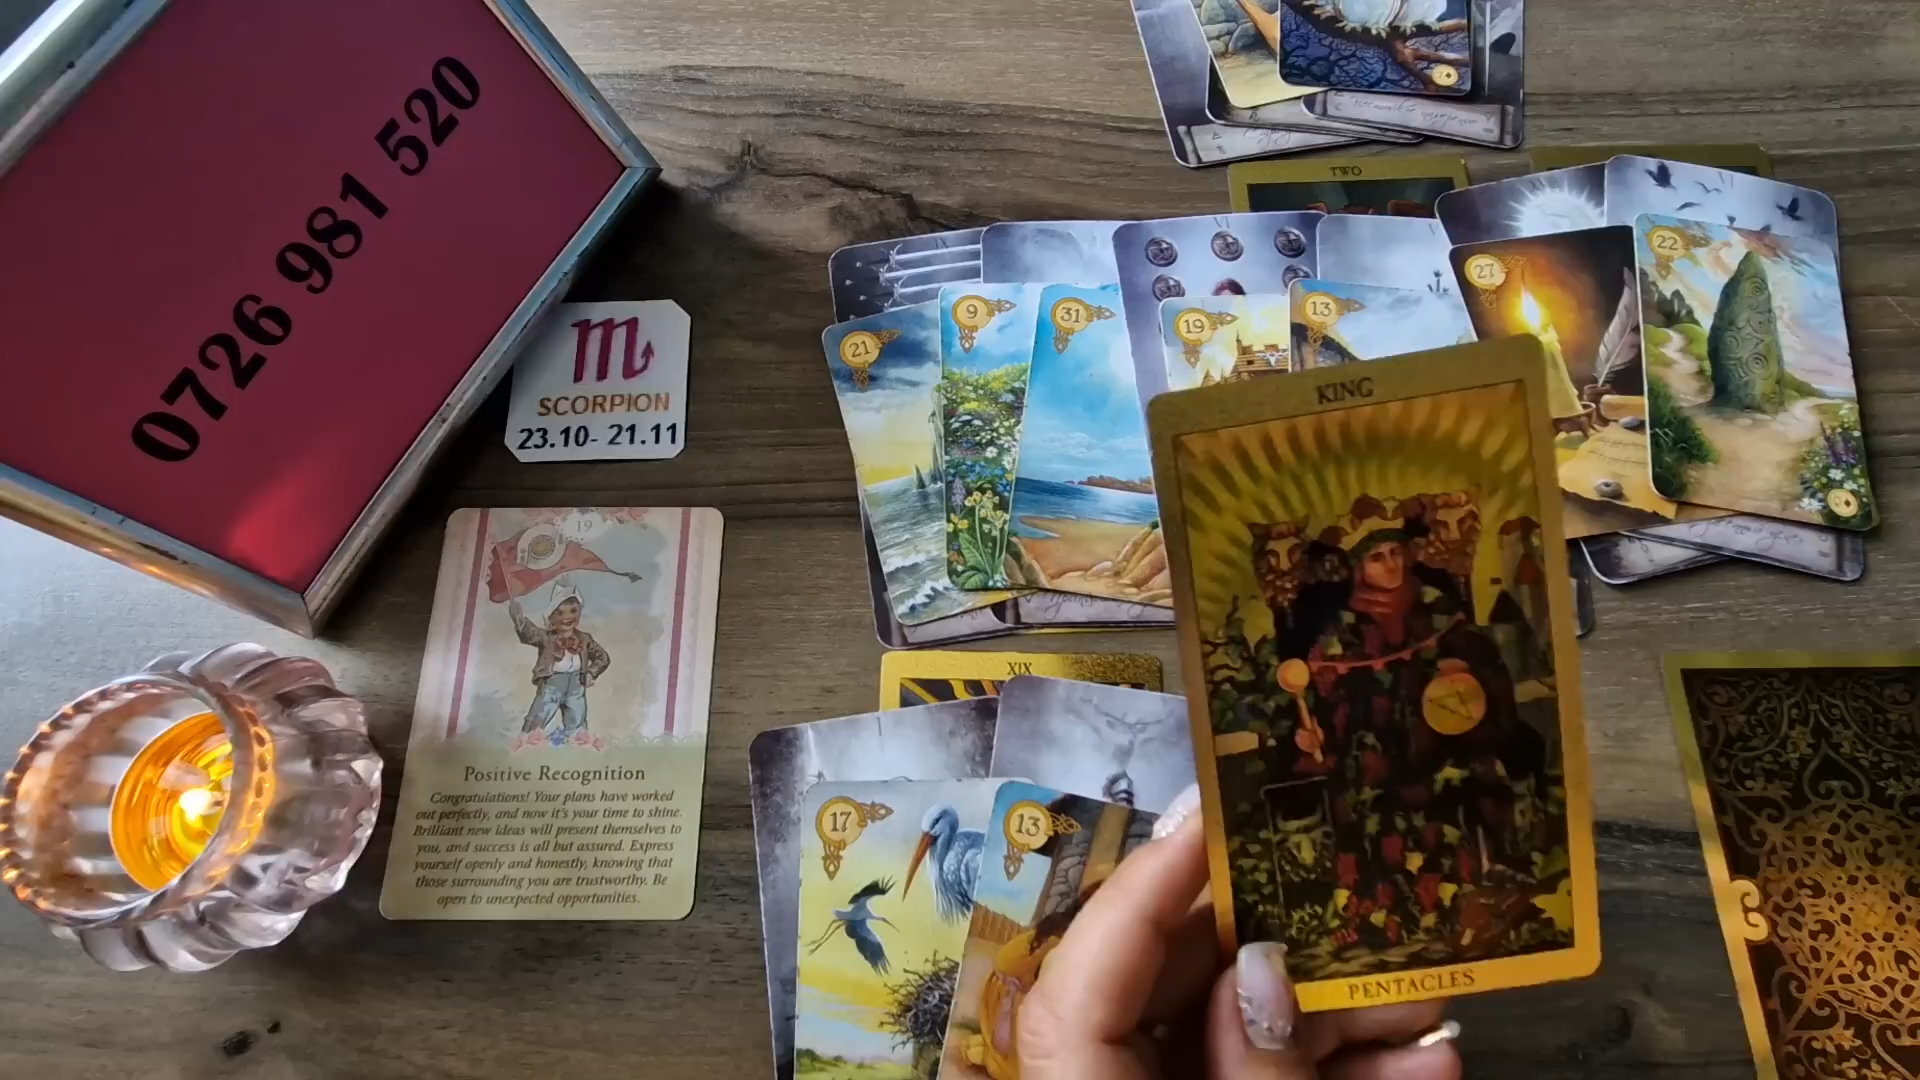 0726 981 520
SCORPION
23.10- 21.11
19
Positive Recognition
Congratulations! Your plans have worked
out perfectly, and now it's your time to shine.
Brilliant new ideas will present themselves to
you, and success is all but assured. Express
yourself openly and honestly, knowing that
those surrounding you are trustworthy. Be
open to unexpected opportunities.
TWO
VI
21
9
31
19
13
27
22
KING
PENTACLES
XIX
I
17
13